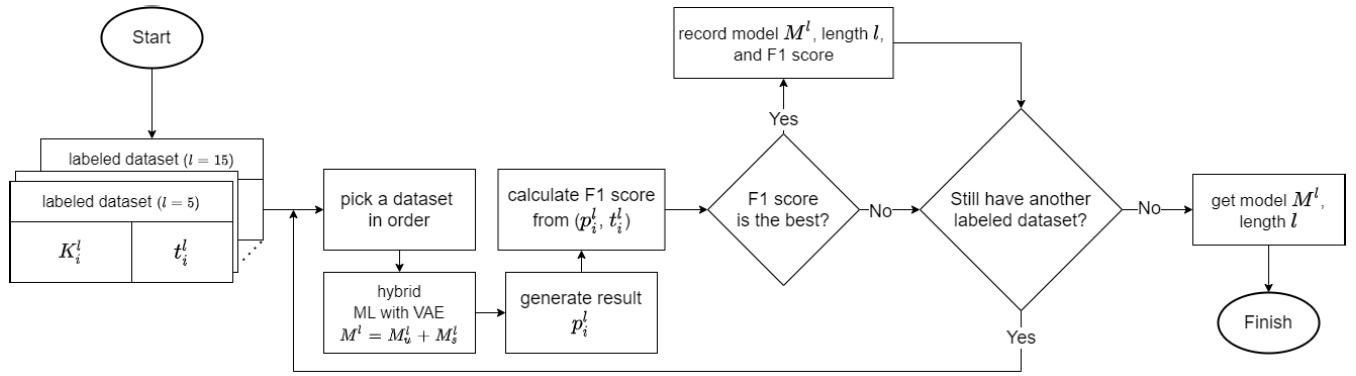 Start
labeled dataset (l = 15)
labeled dataset (l = 5)
K_i^l
t_i^l
⋰
pick a dataset
in order
hybrid
ML with VAE
M^l = M_u^l + M_s^l
generate result
p_i^l
calculate F1 score
from (p_i^l, t_i^l)
F1 score
is the best?
Yes
No
record model M^l, length l,
and F1 score
Still have another
labeled dataset?
Yes
No
get model M^l,
length l
Finish